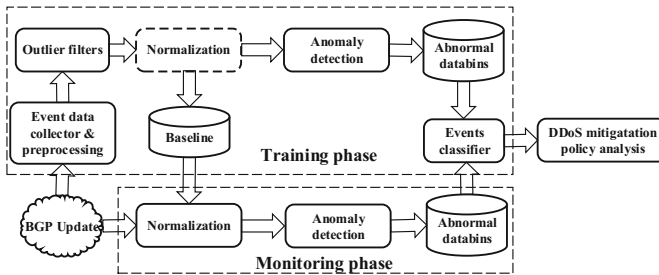 Outlier filters
Normalization
Anomaly
detection
Abnormal
databins
Event data
collector &
preprocessing
Baseline
Events
classifier
DDoS mitigatation
policy analysis
Training phase
BGP Update
Normalization
Anomaly
detection
Abnormal
databins
Monitoring phase